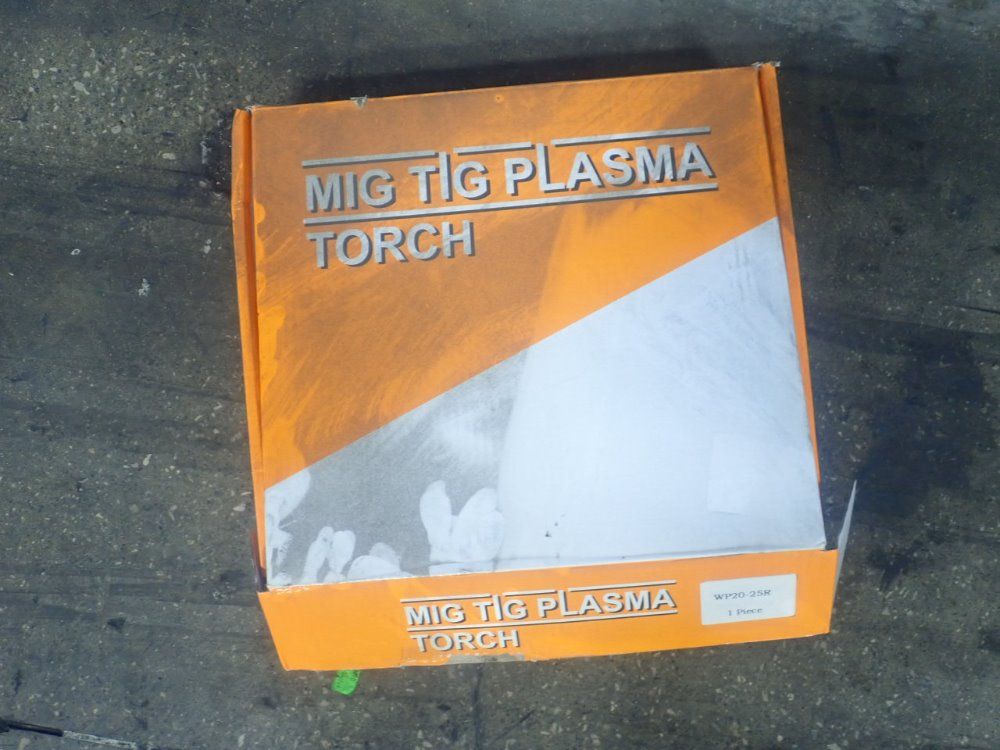 MIG TIG PLASMA
TORCH
MIG TIG PLASMA
TORCH
WP20-25R
1 Piece